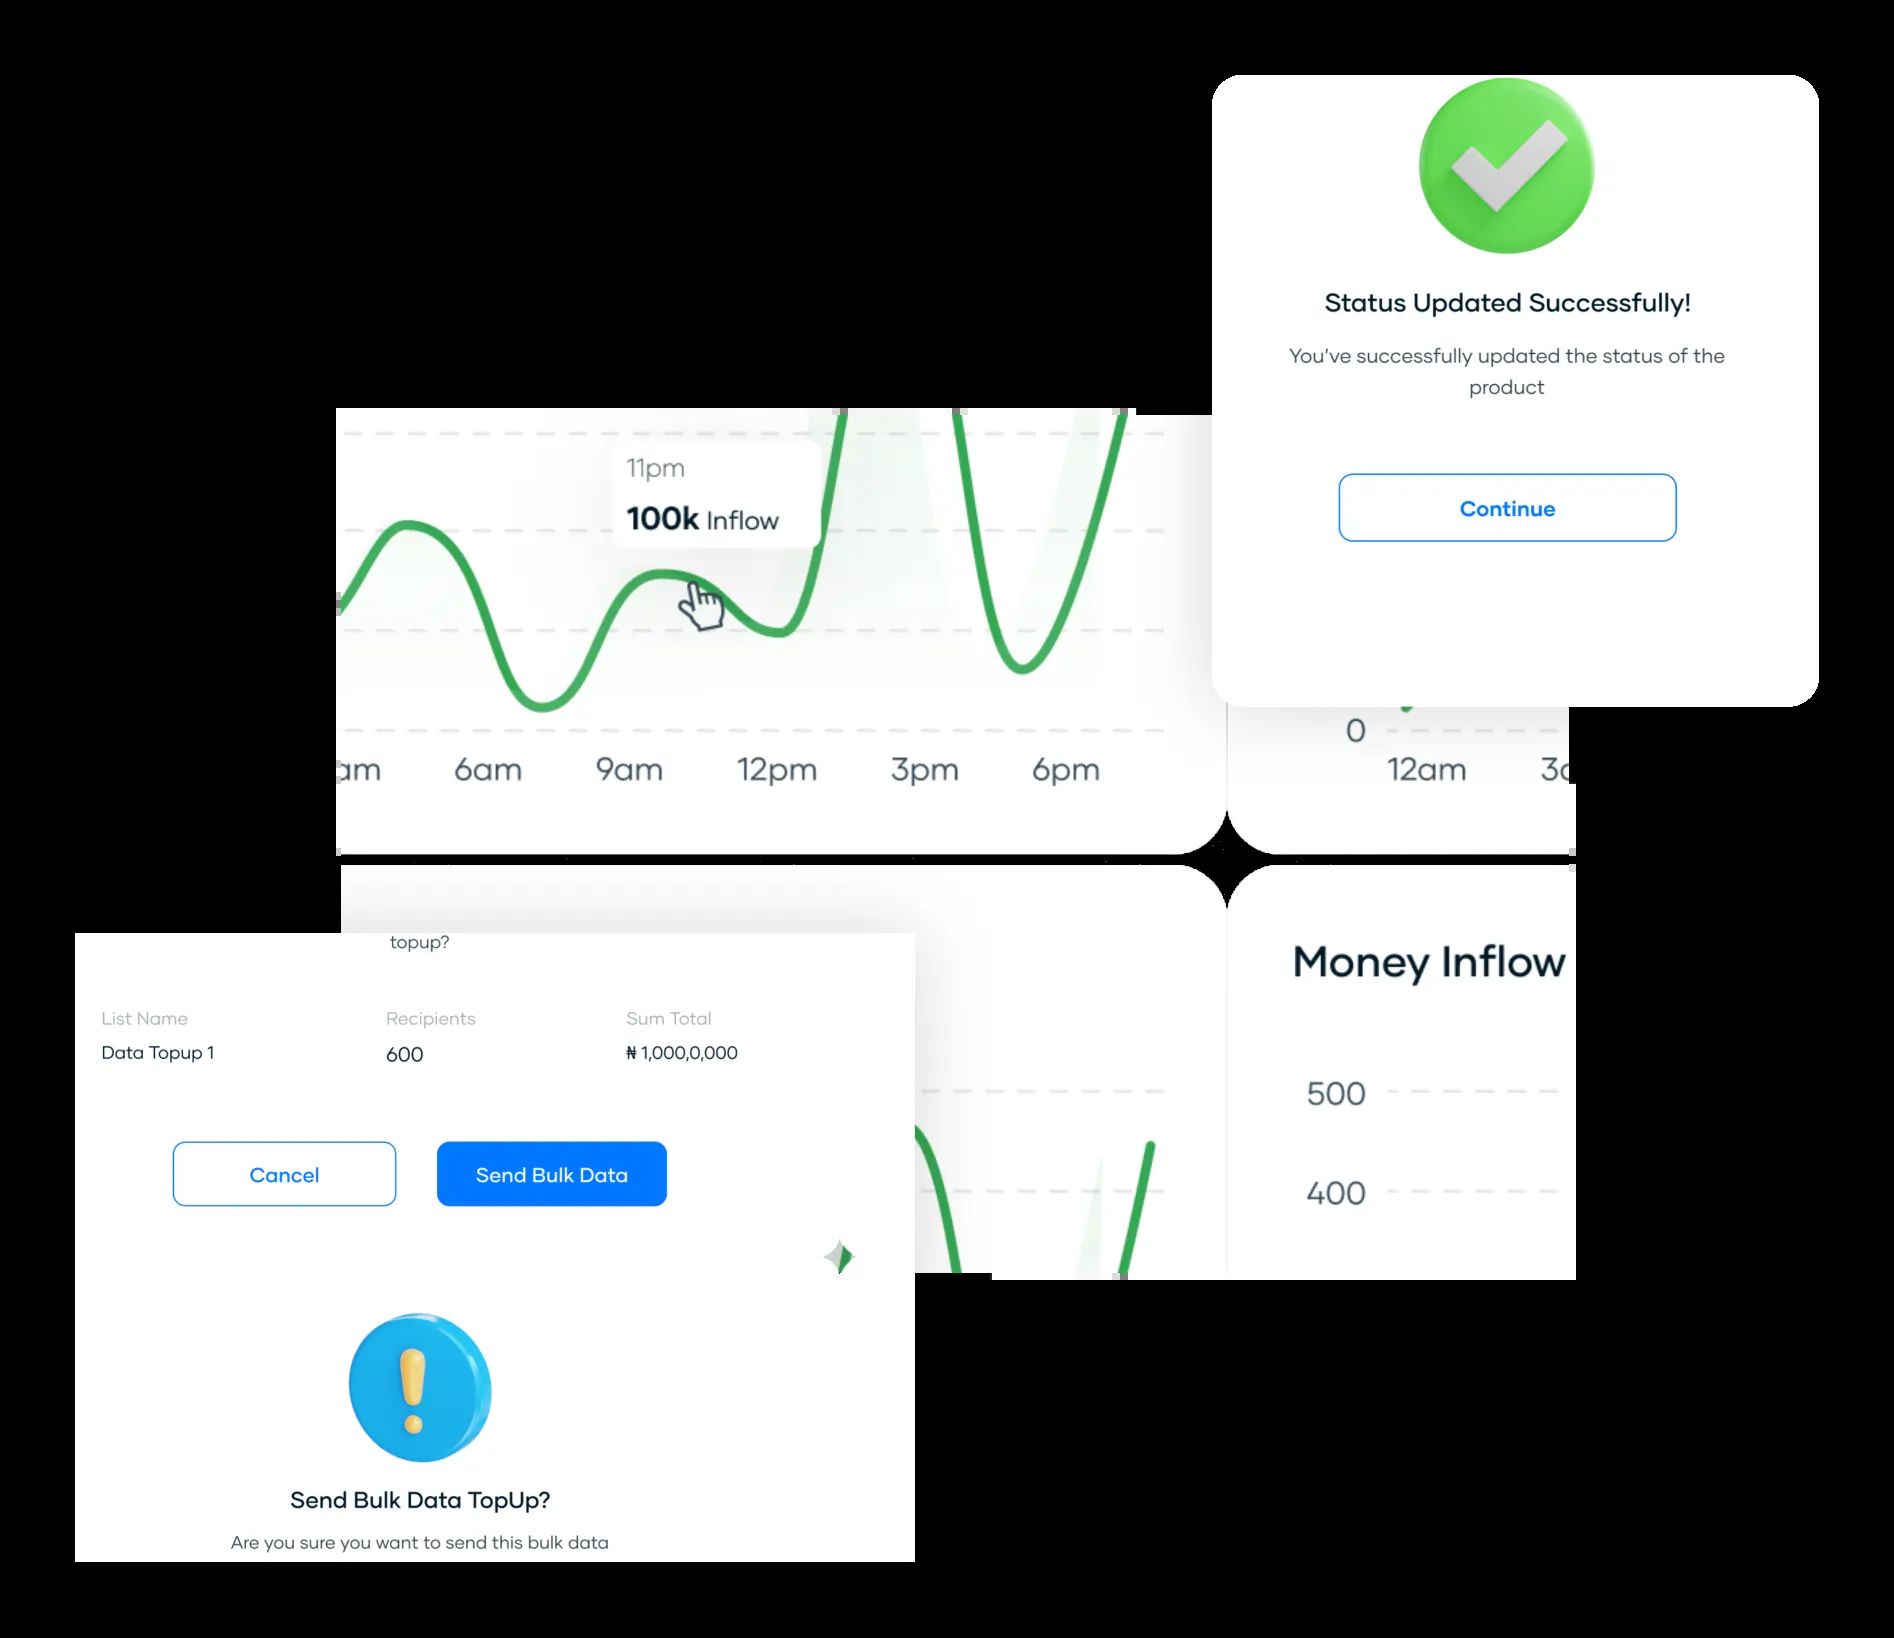 Status Updated Successfully!
You've successfully updated the status of the
product
Continue
11pm
100k Inflow
am 6am 9am 12pm 3pm 6pm
0
12am
Money Inflow
500
400
topup?
List Name Recipients Sum Total
Data Topup 1 600 ₦ 1,000,0,000
Cancel Send Bulk Data
Send Bulk Data TopUp?
Are you sure you want to send this bulk data